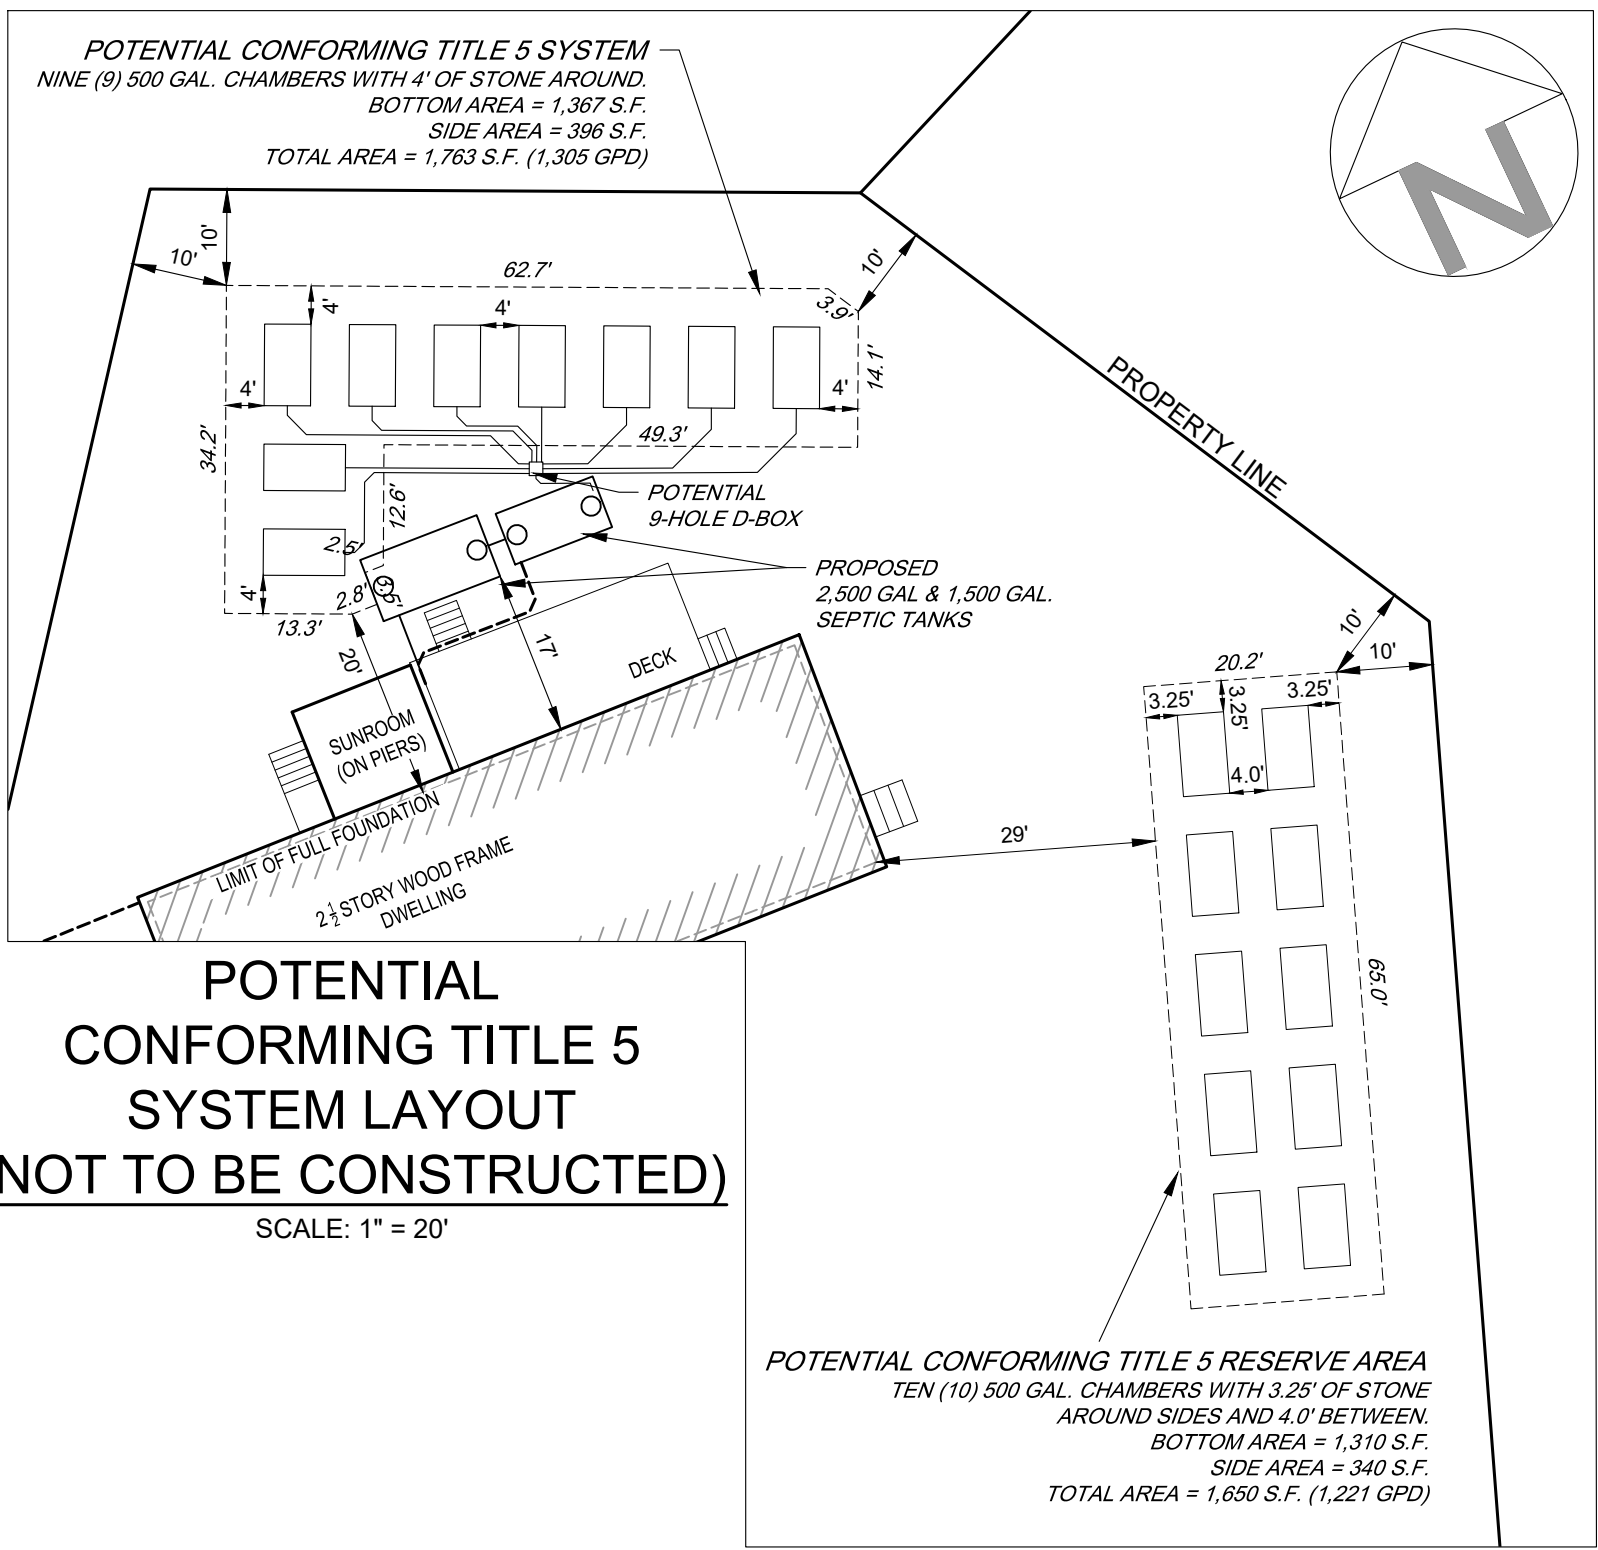 POTENTIAL CONFORMING TITLE 5 SYSTEM
NINE (9) 500 GAL. CHAMBERS WITH 4' OF STONE AROUND.
BOTTOM AREA = 1,367 S.F.
SIDE AREA = 396 S.F.
TOTAL AREA = 1,763 S.F. (1,305 GPD)
N
10'
10'
62.7'
10'
3.9'
4'
4'
14.1'
4'
4'
PROPERTY LINE
34.2'
49.3'
12.6'
POTENTIAL
9-HOLE D-BOX
2.5'
PROPOSED
2,500 GAL & 1,500 GAL.
SEPTIC TANKS
4'
2.8'
3.5'
13.3'
20'
17'
DECK
10'
10'
20.2'
3.25'
3.25'
3.25'
4.0'
SUNROOM
(ON PIERS)
LIMIT OF FULL FOUNDATION
2 1/2 STORY WOOD FRAME
DWELLING
29'
65.0'
POTENTIAL
CONFORMING TITLE 5
SYSTEM LAYOUT
NOT TO BE CONSTRUCTED)
SCALE: 1" = 20'
POTENTIAL CONFORMING TITLE 5 RESERVE AREA
TEN (10) 500 GAL. CHAMBERS WITH 3.25' OF STONE
AROUND SIDES AND 4.0' BETWEEN.
BOTTOM AREA = 1,310 S.F.
SIDE AREA = 340 S.F.
TOTAL AREA = 1,650 S.F. (1,221 GPD)